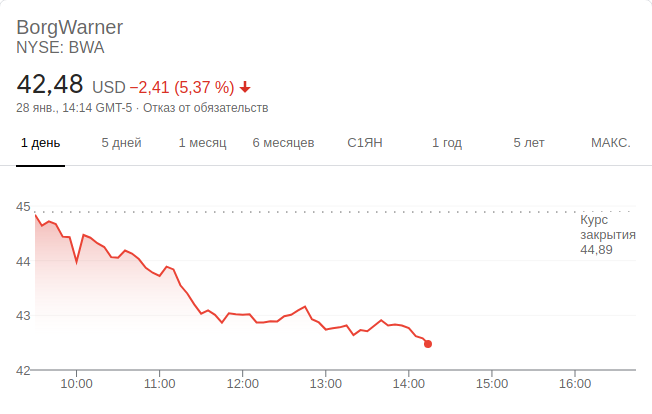 BorgWarner
NYSE: BWA
42,48 USD −2,41 (5,37 %)
28 янв., 14:14 GMT-5 · Отказ от обязательств
1 день 5 дней 1 месяц 6 месяцев С1ЯН 1 год 5 лет МАКС.
45
Курс
закрытия
44,89
44
43
42
10:00 11:00 12:00 13:00 14:00 15:00 16:00